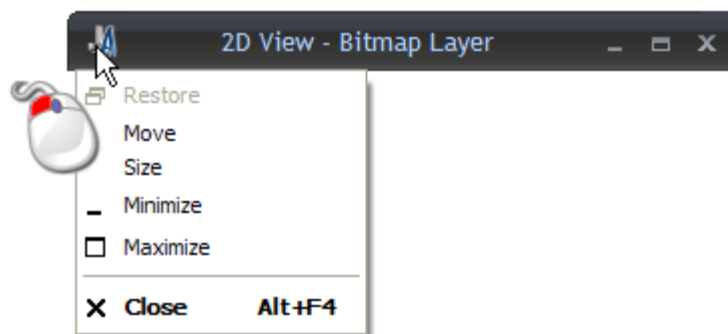 2D View - Bitmap Layer
Restore
Move
Size
Minimize
Maximize
Close Alt+F4